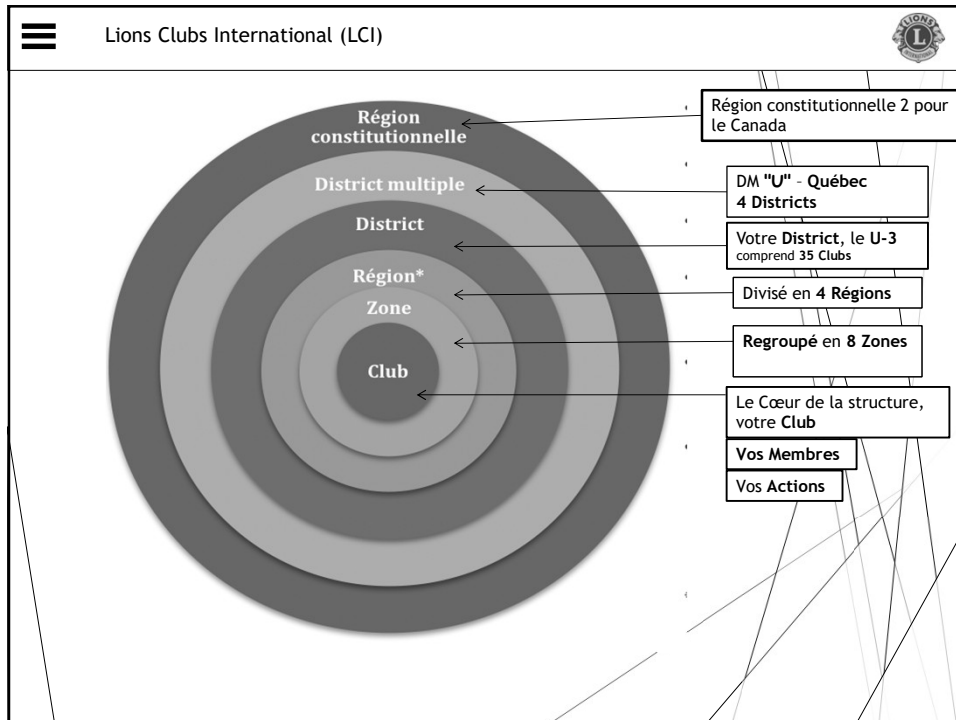 Lions Clubs International (LCI)
LIONS
L
INTERNATIONAL
Région
constitutionnelle
District multiple
District
Région*
Zone
Club
Région constitutionnelle 2 pour
le Canada
DM "U" - Québec
4 Districts
Votre District, le U-3
comprend 35 Clubs
Divisé en 4 Régions
Regroupé en 8 Zones
Le Cœur de la structure,
votre Club
Vos Membres
Vos Actions